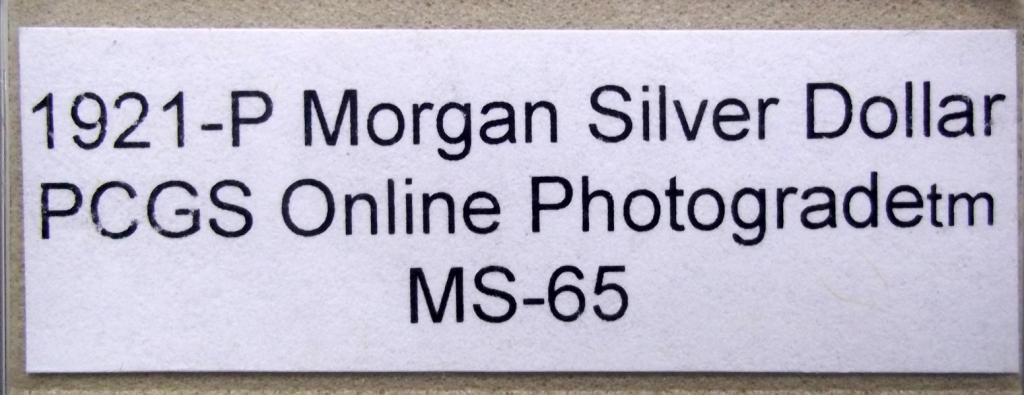 1921-P Morgan Silver Dollar
PCGS Online Photogradetm
MS-65